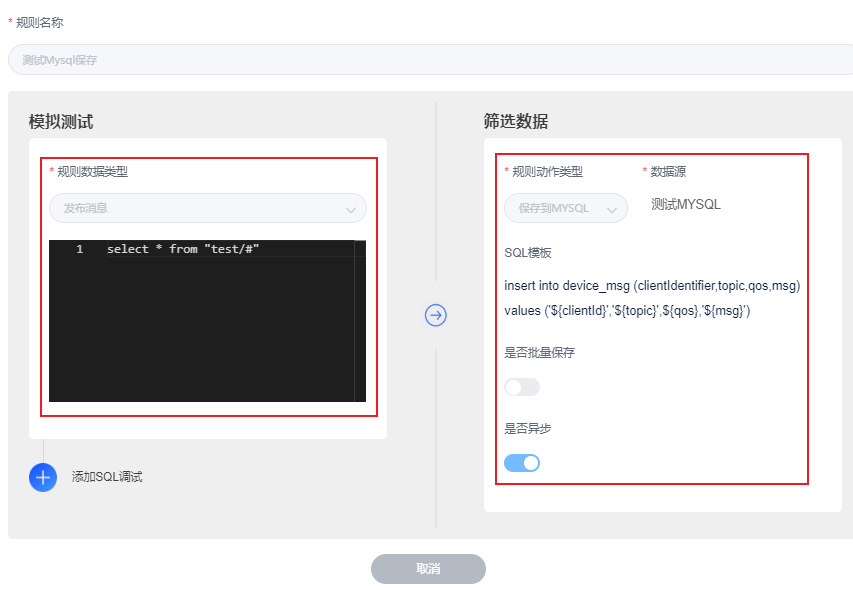 * 规则名称
测试Mysql保存
模拟测试
* 规则数据类型
发布消息
1 select * from "test/#"
添加SQL调试
筛选数据
* 规则动作类型 * 数据源
保存到MYSQL 测试MYSQL
SQL模板
insert into device_msg (clientIdentifier,topic,qos,msg)
values ('${clientId}','${topic}',${qos},'${msg}')
是否批量保存
是否异步
取消